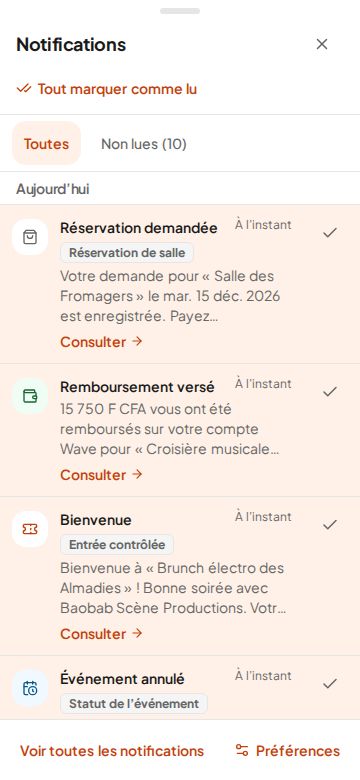 Notifications
Tout marquer comme lu
Toutes
Non lues (10)
Aujourd'hui
Réservation demandée
À l'instant
Réservation de salle
Votre demande pour « Salle des
Fromagers » le mar. 15 déc. 2026
est enregistrée. Payez…
Consulter →
Remboursement versé
À l'instant
15 750 F CFA vous ont été
remboursés sur votre compte
Wave pour « Croisière musicale…
Consulter →
Bienvenue
À l'instant
Entrée contrôlée
Bienvenue à « Brunch électro des
Almadies » ! Bonne soirée avec
Baobab Scène Productions. Votr…
Consulter →
Événement annulé
À l'instant
Statut de l'événement
Voir toutes les notifications
Préférences